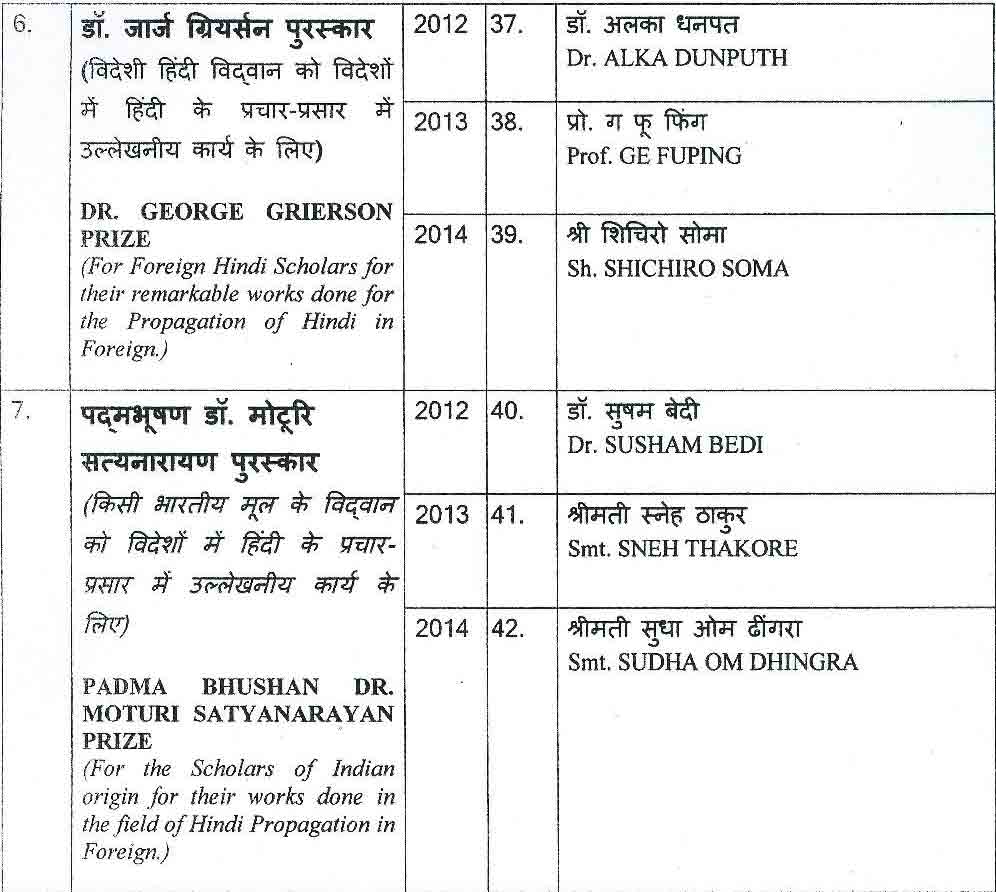 6.
डॉ. जार्ज ग्रियर्सन पुरस्कार
(विदेशी हिंदी विद्वान को विदेशों
में हिंदी के प्रचार-प्रसार में
उल्लेखनीय कार्य के लिए)
DR. GEORGE GRIERSON
PRIZE
(For Foreign Hindi Scholars for
their remarkable works done for
the Propagation of Hindi in
Foreign.)
2012 37. डॉ. अलका धनपत
Dr. ALKA DUNPUTH
2013 38. प्रो. ग फू फिंग
Prof. GE FUPING
2014 39. श्री शिचिरो सोमा
Sh. SHICHIRO SOMA
7.
पद्मभूषण डॉ. मोटूरि
सत्यनारायण पुरस्कार
(किसी भारतीय मूल के विद्वान
को विदेशों में हिंदी के प्रचार-
प्रसार में उल्लेखनीय कार्य के
लिए)
PADMA BHUSHAN DR.
MOTURI SATYANARAYAN
PRIZE
(For the Scholars of Indian
origin for their works done in
the field of Hindi Propagation in
Foreign.)
2012 40. डॉ. सुषम बेदी
Dr. SUSHAM BEDI
2013 41. श्रीमती स्नेह ठाकुर
Smt. SNEH THAKORE
2014 42. श्रीमती सुधा ओम ढींगरा
Smt. SUDHA OM DHINGRA